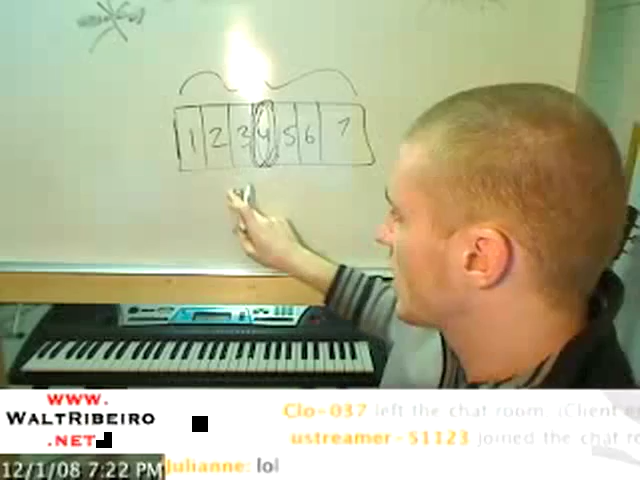 1 2 3 4 5 6 7
www.
WALTRIBEIRO
.NET
Clo-037 left the chat room. (Client e
ustreamer-51123 joined the chat ro
12/1/08 7:22 PM
Julianne: lol